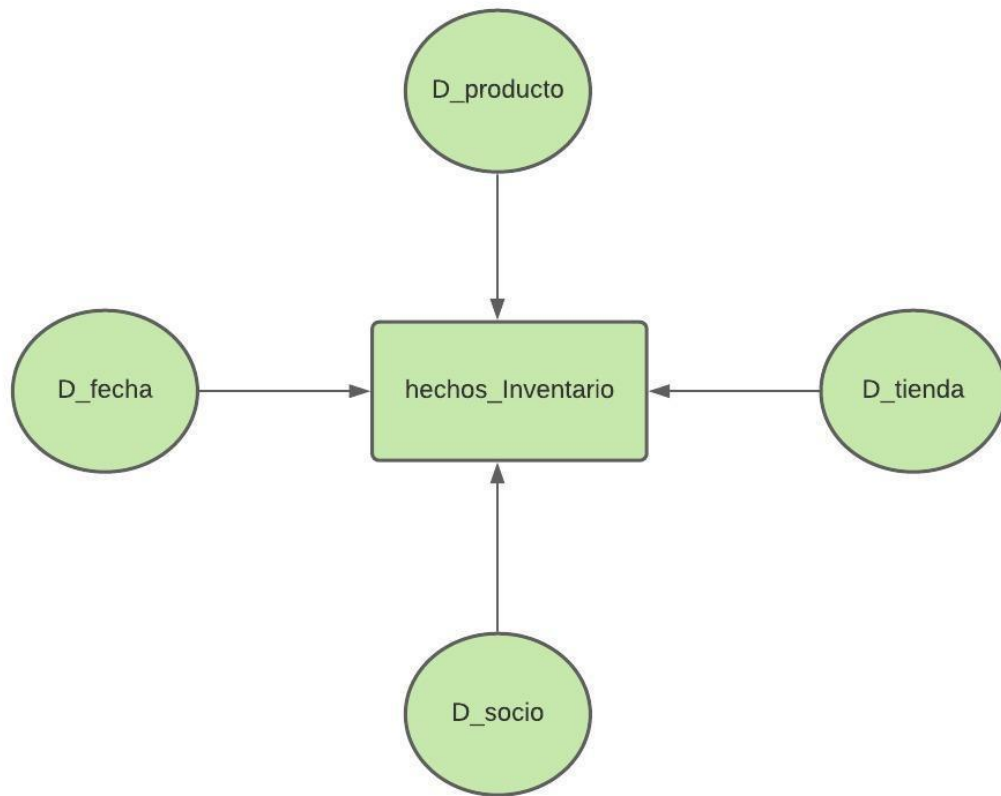 D_producto
D_fecha
hechos_Inventario
D_tienda
D_socio